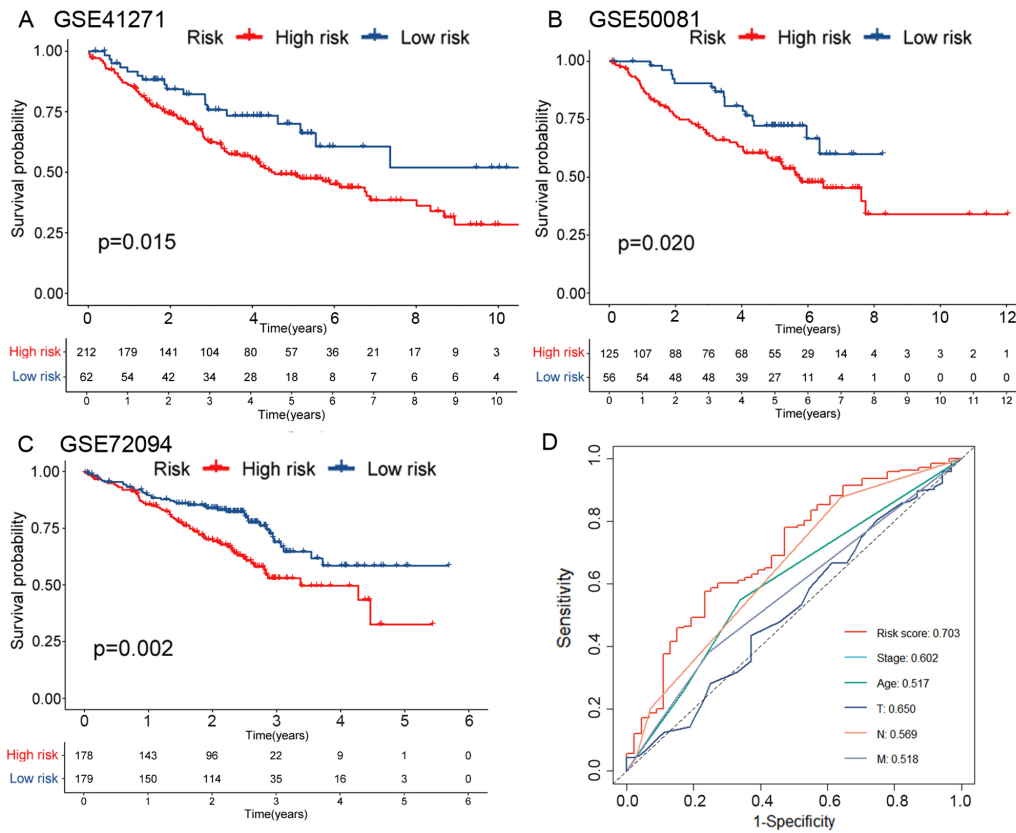 A GSE41271
Risk High risk Low risk
Survival probability
1.00
0.75
0.50
0.25
0.00
p=0.015
0 2 4 6 8 10
Time(years)
High risk 212 179 141 104 80 57 36 21 17 9 3
Low risk 62 54 42 34 28 18 8 7 6 6 4
0 1 2 3 4 5 6 7 8 9 10
Time(years)
B GSE50081
Risk High risk Low risk
Survival probability
1.00
0.75
0.50
0.25
0.00
p=0.020
0 2 4 6 8 10 12
Time(years)
High risk 125 107 88 76 68 55 29 14 4 3 3 2 1
Low risk 56 54 48 48 39 27 11 4 1 0 0 0 0
0 1 2 3 4 5 6 7 8 9 10 11 12
Time(years)
C GSE72094
Risk High risk Low risk
Survival probability
1.00
0.75
0.50
0.25
0.00
p=0.002
0 1 2 3 4 5 6
Time(years)
High risk 178 143 96 22 9 1 0
Low risk 179 150 114 35 16 3 0
0 1 2 3 4 5 6
Time(years)
D
Sensitivity
1.0
0.8
0.6
0.4
0.2
0.0
Risk score: 0.703
Stage: 0.602
Age: 0.517
T: 0.650
N: 0.569
M: 0.518
0.0 0.2 0.4 0.6 0.8 1.0
1-Specificity